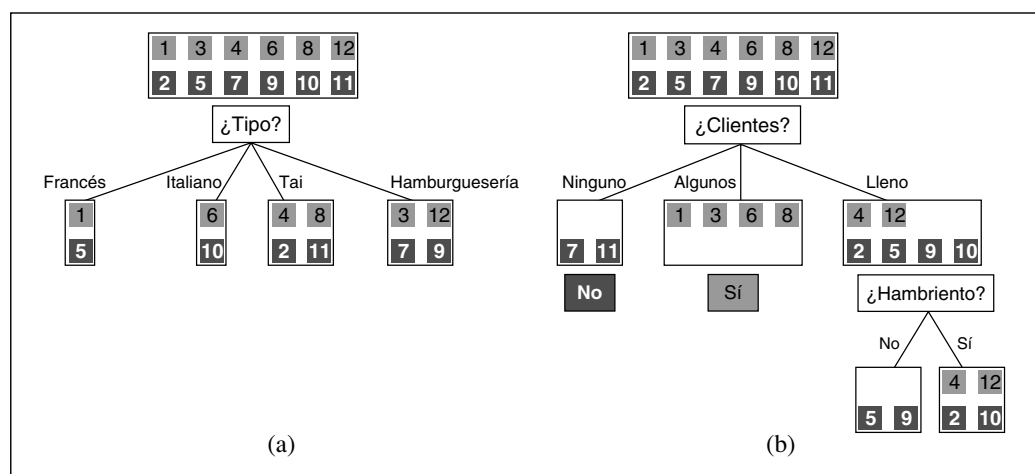 1 3 4 6 8 12
2 5 7 9 10 11
¿Tipo?
Francés Italiano Tai Hamburguesería
1 6 4 8 3 12
5 10 2 11 7 9
(a)
1 3 4 6 8 12
2 5 7 9 10 11
¿Clientes?
Ninguno Algunos Lleno
1 3 6 8 4 12
7 11 2 5 9 10
No Sí
¿Hambriento?
No Sí
4 12
5 9 2 10
(b)